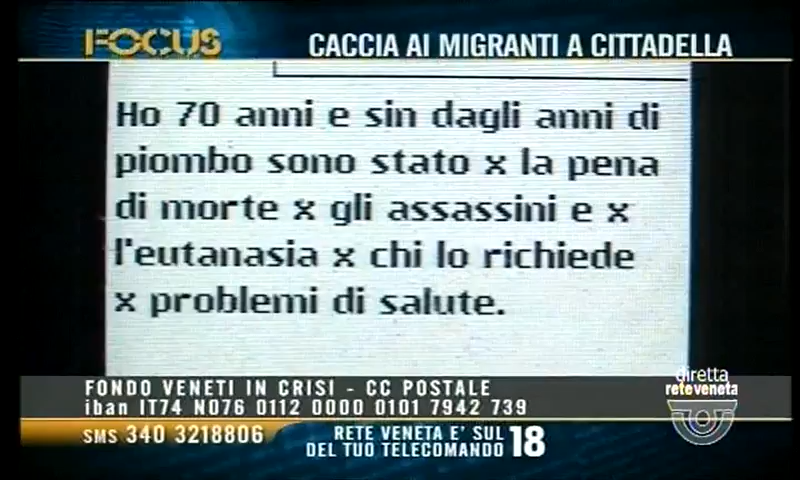 FOCUS
CACCIA AI MIGRANTI A CITTADELLA
Ho 70 anni e sin dagli anni di
piombo sono stato x la pena
di morte x gli assassini e x
l'eutanasia x chi lo richiede
x problemi di salute.
FONDO VENETI IN CRISI - CC POSTALE
iban IT74 N076 0112 0000 0101 7942 739
diretta
reteveneta
SMS 340 3218806
RETE VENETA E' SUL
DEL TUO TELECOMANDO 18